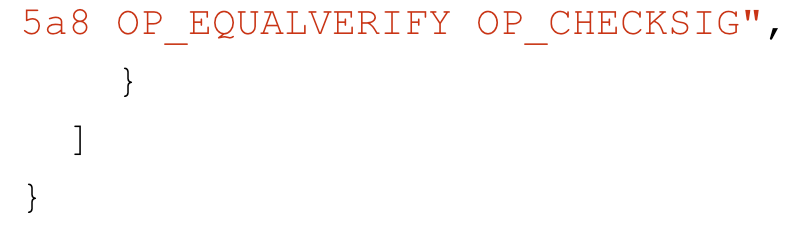 5a8 OP_EQUALVERIFY OP_CHECKSIG",
}
]
}